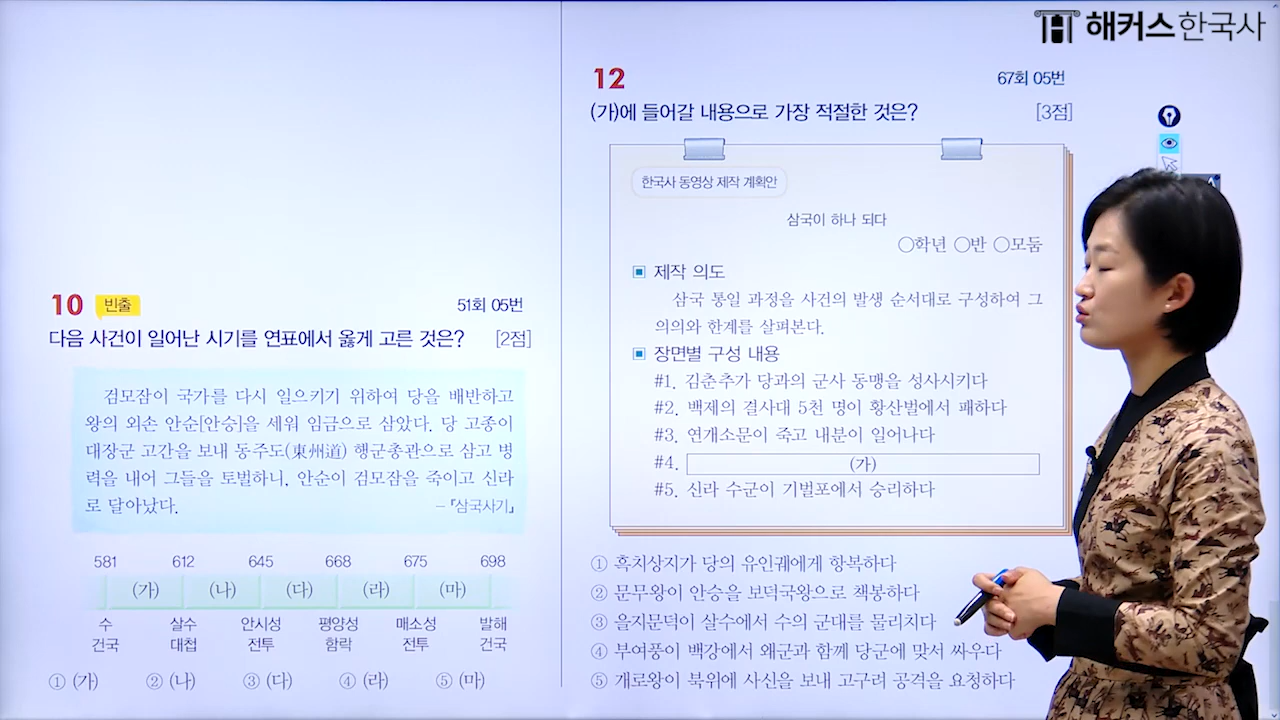 해커스한국사
10 빈출 51회 05번
다음 사건이 일어난 시기를 연표에서 옳게 고른 것은? [2점]
검모잠이 국가를 다시 일으키기 위하여 당을 배반하고
왕의 외손 안순[안승]을 세워 임금으로 삼았다. 당 고종이
대장군 고간을 보내 동주도(東州道) 행군총관으로 삼고 병
력을 내어 그들을 토벌하니, 안순이 검모잠을 죽이고 신라
로 달아났다. －『삼국사기』
581 612 645 668 675 698
(가) (나) (다) (라) (마)
수 살수 안시성 평양성 매소성 발해
건국 대첩 전투 함락 전투 건국
① (가) ② (나) ③ (다) ④ (라) ⑤ (마)
12 67회 05번
(가)에 들어갈 내용으로 가장 적절한 것은? [3점]
한국사 동영상 제작 계획안
삼국이 하나 되다
○학년 ○반 ○모둠
▣ 제작 의도
삼국 통일 과정을 사건의 발생 순서대로 구성하여 그
의의와 한계를 살펴본다.
▣ 장면별 구성 내용
#1. 김춘추가 당과의 군사 동맹을 성사시키다
#2. 백제의 결사대 5천 명이 황산벌에서 패하다
#3. 연개소문이 죽고 내분이 일어나다
#4. (가)
#5. 신라 수군이 기벌포에서 승리하다
① 흑치상지가 당의 유인궤에게 항복하다
② 문무왕이 안승을 보덕국왕으로 책봉하다
③ 을지문덕이 살수에서 수의 군대를 물리치다
④ 부여풍이 백강에서 왜군과 함께 당군에 맞서 싸우다
⑤ 개로왕이 북위에 사신을 보내 고구려 공격을 요청하다